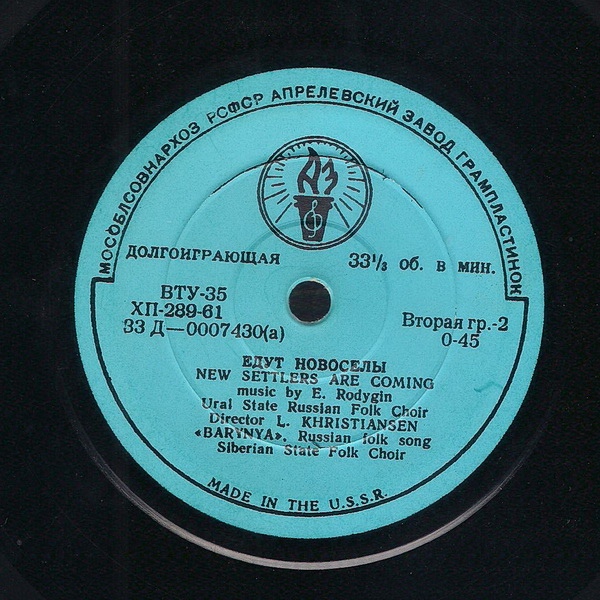 МОСОБЛСОВНАРХОЗ РСФСР АПРЕЛЕВСКИЙ ЗАВОД ГРАМПЛАСТИНОК
АЗ
ДОЛГОИГРАЮЩАЯ 33⅓ об. в мин.
ВТУ-35
ХП-289-61
33 Д—0007430(а)
Вторая гр.-2
0-45
ЕДУТ НОВОСЕЛЫ
NEW SETTLERS ARE COMING
music by E. Rodygin
Ural State Russian Folk Choir
Director L. KHRISTIANSEN
«BARYNYA», Russian folk song
Siberian State Folk Choir
MADE IN THE U.S.S.R.